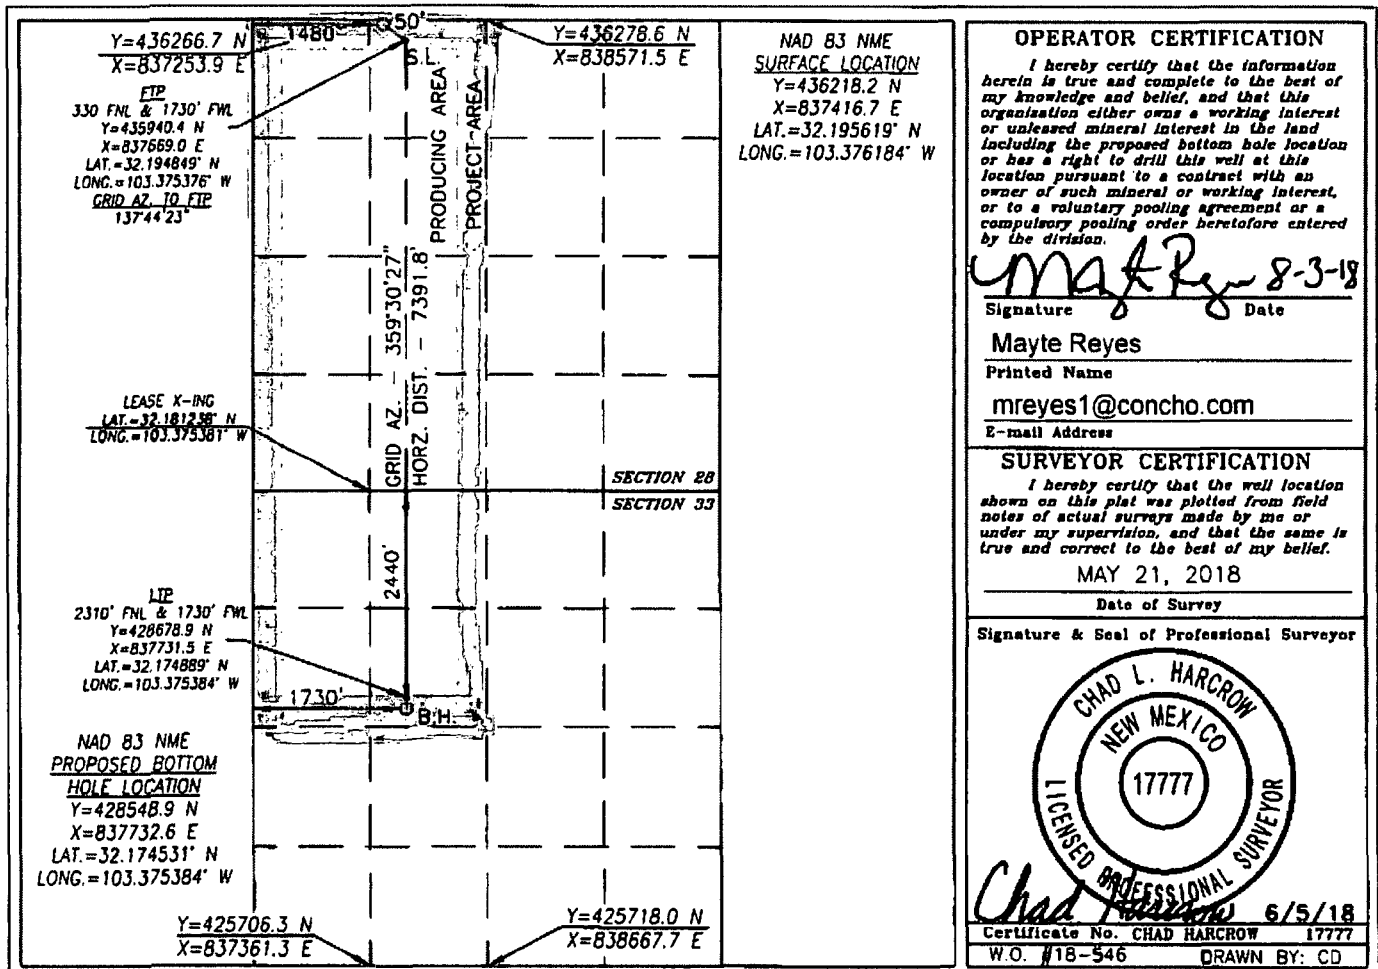 Y=436266.7 N
X=837253.9 E
1480'
50'
S.L.
Y=436278.6 N
X=838571.5 E
FTP
330 FNL & 1730' FWL
Y=435940.4 N
X=837669.0 E
LAT.=32.194849° N
LONG.=103.375376° W
GRID AZ. TO FTP
137°44'23"
PRODUCING AREA
PROJECT AREA
GRID AZ. - 359°30'27"
HORZ. DIST. - 7391.8'
LEASE X-ING
LAT.=32.181238° N
LONG.=103.375381° W
SECTION 28
SECTION 33
2440'
LTP
2310' FNL & 1730' FWL
Y=428678.9 N
X=837731.5 E
LAT.=32.174889° N
LONG.=103.375384° W
1730'
B.H.
NAD 83 NME
PROPOSED BOTTOM
HOLE LOCATION
Y=428548.9 N
X=837732.6 E
LAT.=32.174531° N
LONG.=103.375384° W
Y=425706.3 N
X=837361.3 E
Y=425718.0 N
X=838667.7 E
NAD 83 NME
SURFACE LOCATION
Y=436218.2 N
X=837416.7 E
LAT.=32.195619° N
LONG.=103.376184° W
OPERATOR CERTIFICATION
I hereby certify that the information
herein is true and complete to the best of
my knowledge and belief, and that this
organization either owns a working interest
or unleased mineral interest in the land
including the proposed bottom hole location
or has a right to drill this well at this
location pursuant to a contract with an
owner of such mineral or working interest,
or to a voluntary pooling agreement or a
compulsory pooling order heretofore entered
by the division.
8-3-18
Signature Date
Mayte Reyes
Printed Name
mreyes1@concho.com
E-mail Address
SURVEYOR CERTIFICATION
I hereby certify that the well location
shown on this plat was plotted from field
notes of actual surveys made by me or
under my supervision, and that the same is
true and correct to the best of my belief.
MAY 21, 2018
Date of Survey
Signature & Seal of Professional Surveyor
CHAD L. HARCROW
NEW MEXICO
17777
LICENSED PROFESSIONAL SURVEYOR
Chad Harcrow 6/5/18
Certificate No. CHAD HARCROW 17777
W.O. #18-546 DRAWN BY: CD